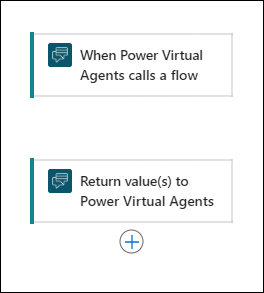 When Power Virtual
Agents calls a flow
Return value(s) to
Power Virtual Agents